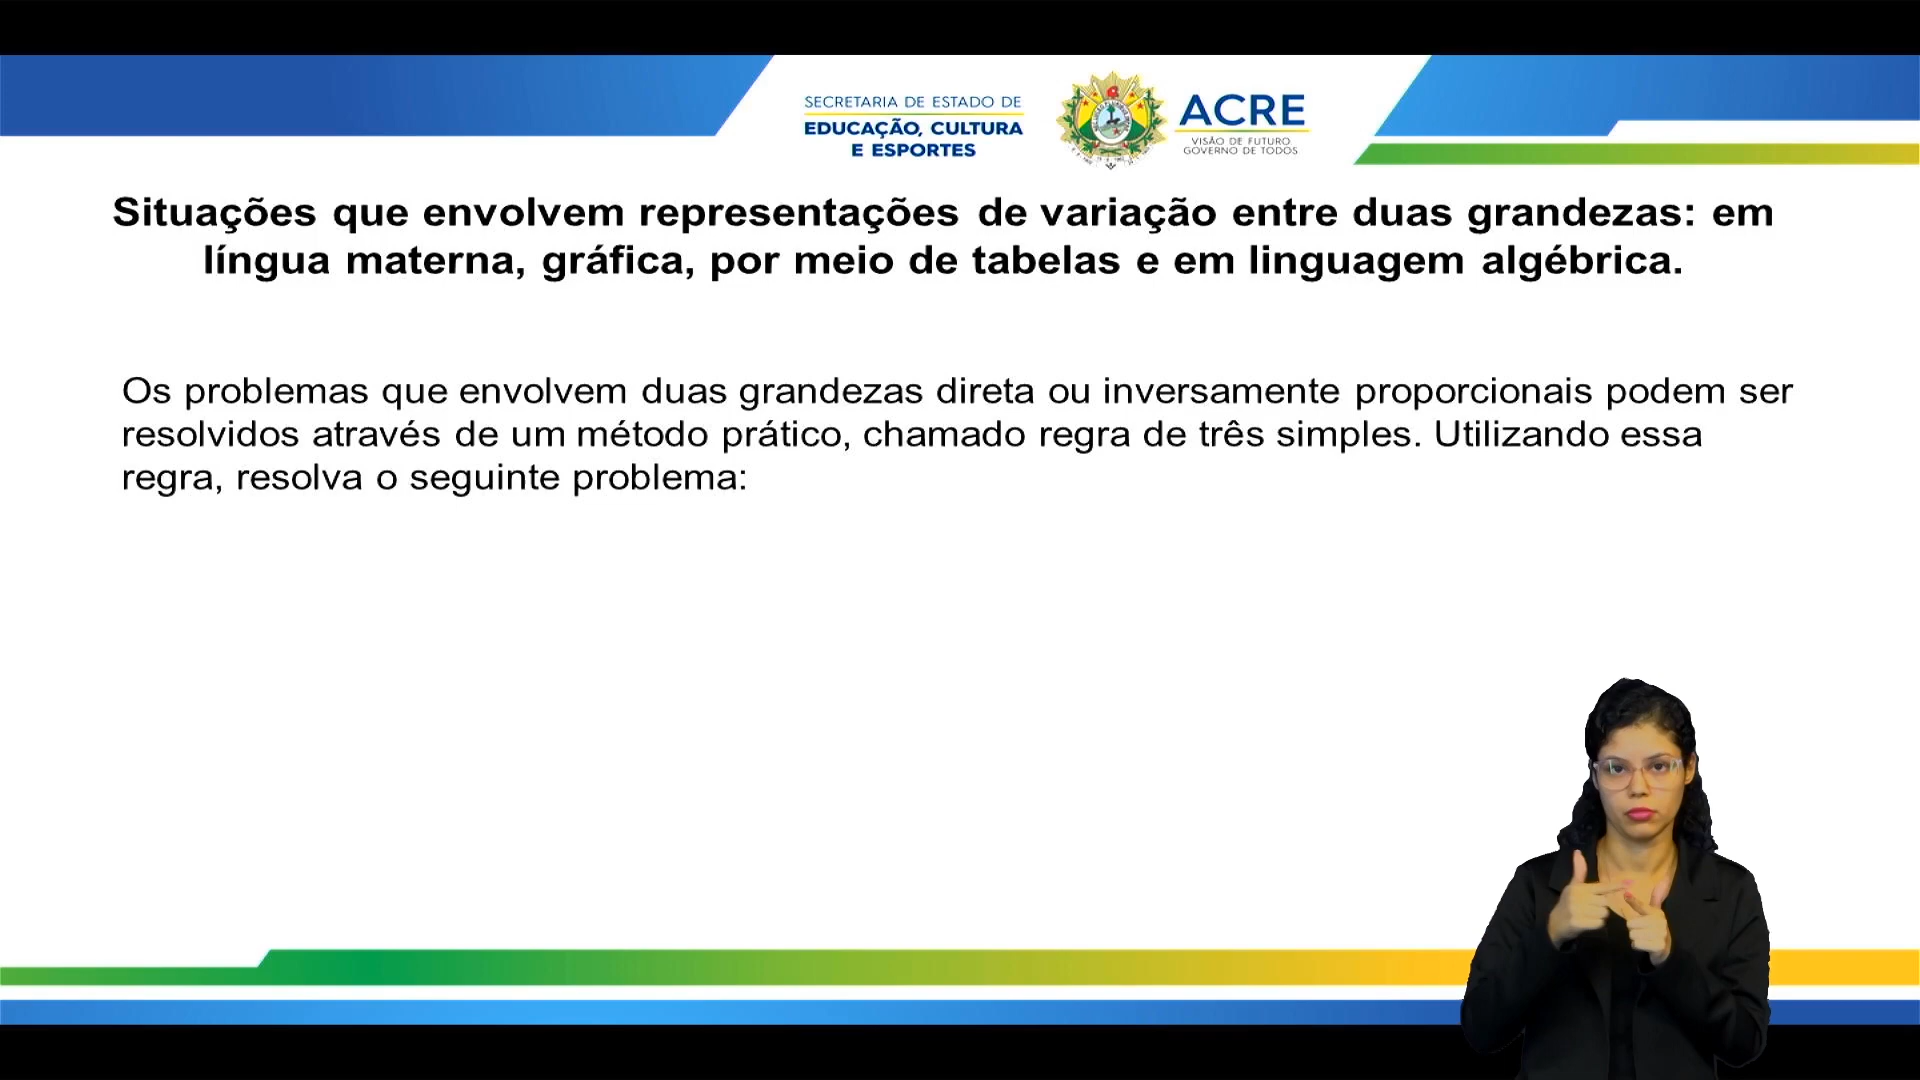 SECRETARIA DE ESTADO DE
EDUCAÇÃO, CULTURA
E ESPORTES
ACRE
VISÃO DE FUTURO
GOVERNO DE TODOS
Situações que envolvem representações de variação entre duas grandezas: em
língua materna, gráfica, por meio de tabelas e em linguagem algébrica.
Os problemas que envolvem duas grandezas direta ou inversamente proporcionais podem ser
resolvidos através de um método prático, chamado regra de três simples. Utilizando essa
regra, resolva o seguinte problema: